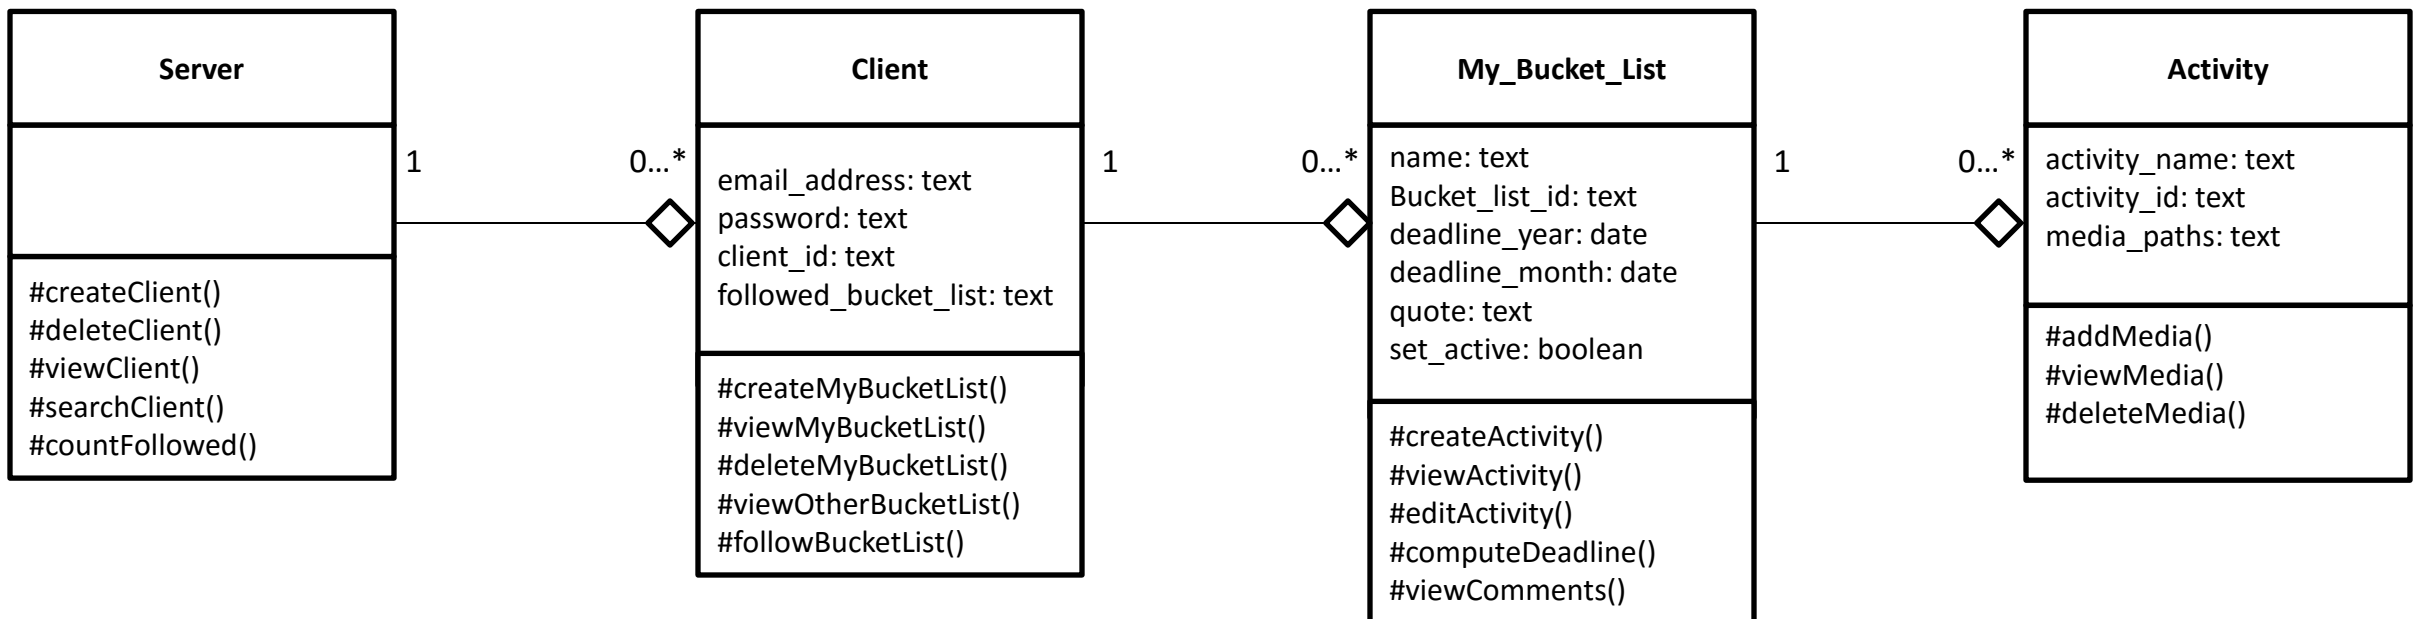 Server
1
0...*
#createClient()
#deleteClient()
#viewClient()
#searchClient()
#countFollowed()
Client
email_address: text
password: text
client_id: text
followed_bucket_list: text
1
0...*
#createMyBucketList()
#viewMyBucketList()
#deleteMyBucketList()
#viewOtherBucketList()
#followBucketList()
My_Bucket_List
name: text
Bucket_list_id: text
deadline_year: date
deadline_month: date
quote: text
set_active: boolean
1
0...*
#createActivity()
#viewActivity()
#editActivity()
#computeDeadline()
#viewComments()
Activity
activity_name: text
activity_id: text
media_paths: text
#addMedia()
#viewMedia()
#deleteMedia()